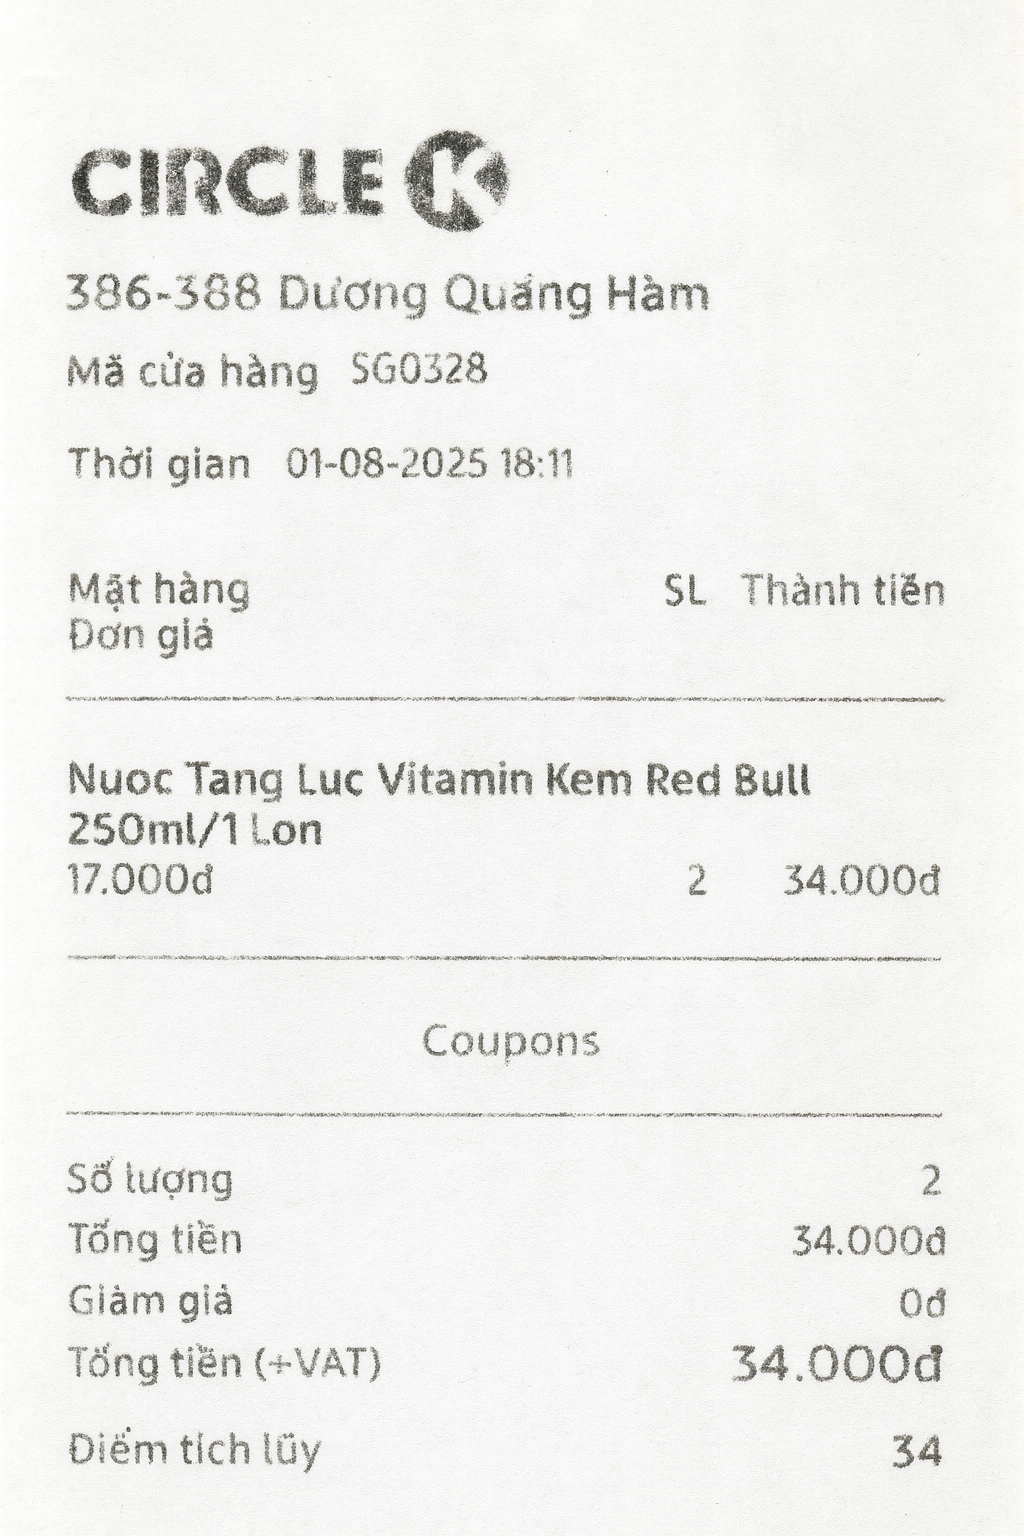 CIRCLE K
386-388 Dương Quảng Hàm
Mã cửa hàng SG0328
Thời gian 01-08-2025 18:11
Mặt hàng SL Thành tiền
Đơn giá
Nuoc Tang Luc Vitamin Kem Red Bull
250ml/1 Lon
17.000đ 2 34.000đ
Coupons
Số lượng 2
Tổng tiền 34.000đ
Giảm giá 0đ
Tổng tiền (+VAT) 34.000đ
Điểm tích lũy 34